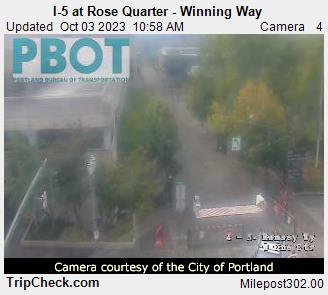 I-5 at Rose Quarter - Winning Way
Updated Oct 03 2023 10:58 AM Camera 4
PBOT
PORTLAND BUREAU OF TRANSPORTATION
Camera courtesy of the City of Portland
TripCheck.com Milepost302.00